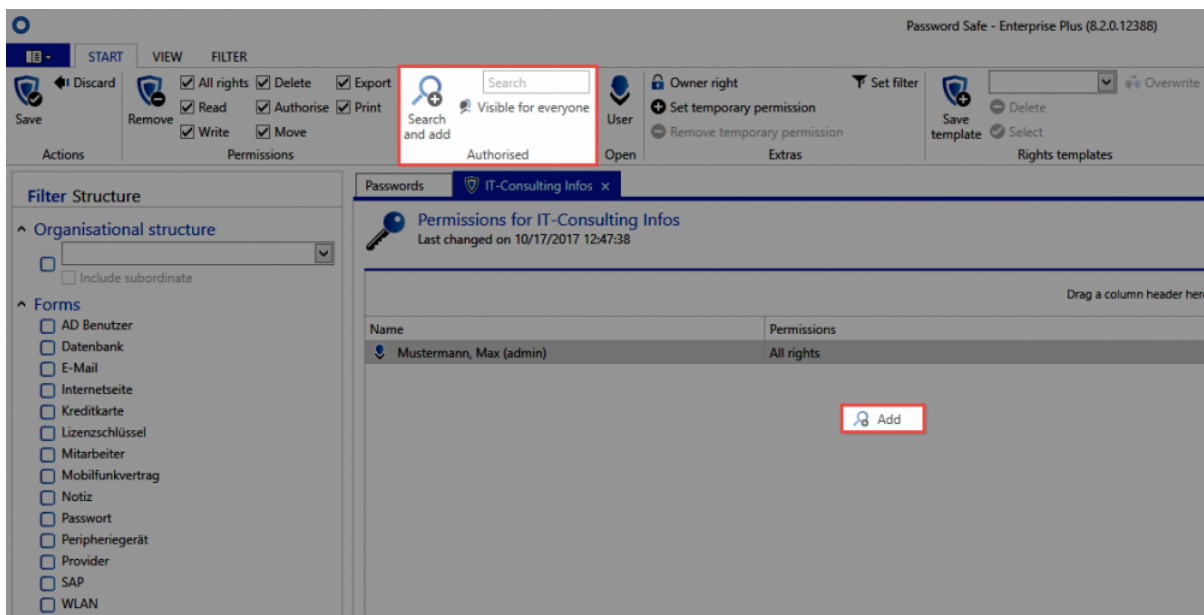 Password Safe - Enterprise Plus (8.2.0.12388)
START VIEW FILTER
Save
Discard
Actions
Remove
All rights Delete Export
Read Authorise Print
Write Move
Permissions
Search and add
Search
Visible for everyone
Authorised
User
Open
Owner right Set filter
Set temporary permission
Remove temporary permission
Extras
Save template
Overwrite
Delete
Select
Rights templates
Filter Structure
Organisational structure
Include subordinate
Forms
AD Benutzer
Datenbank
E-Mail
Internetseite
Kreditkarte
Lizenzschlüssel
Mitarbeiter
Mobilfunkvertrag
Notiz
Passwort
Peripheriegerät
Provider
SAP
WLAN
Passwords IT-Consulting Infos
Permissions for IT-Consulting Infos
Last changed on 10/17/2017 12:47:38
Drag a column header here
Name Permissions
Mustermann, Max (admin) All rights
Add